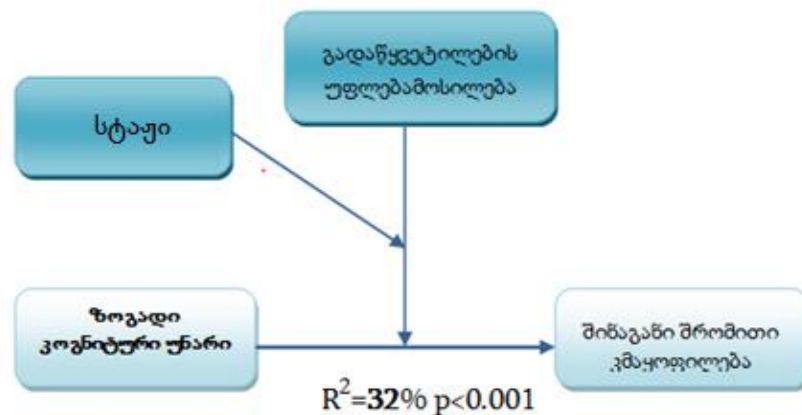 გადაწყვეტილების
უფლებამოსილება
სტაჟი
ზოგადი
კოგნიტური უნარი
შინაგანი შრომითი
კმაყოფილება
R²=32% p<0.001